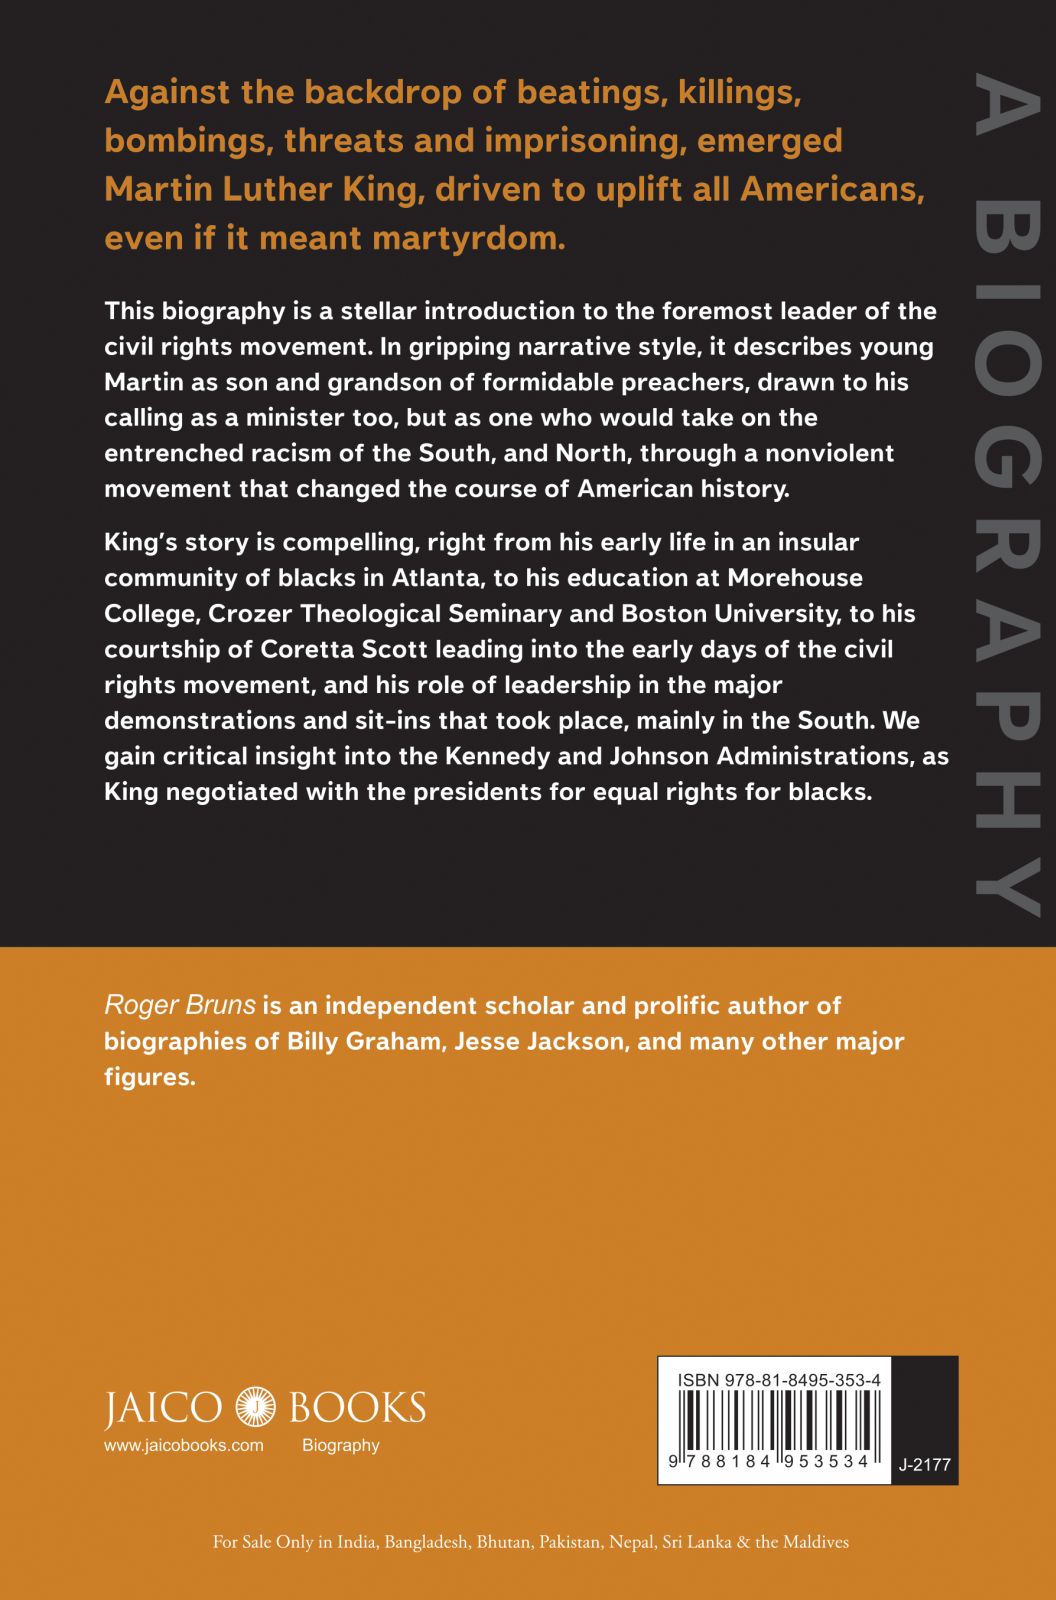 Against the backdrop of beatings, killings,
bombings, threats and imprisoning, emerged
Martin Luther King, driven to uplift all Americans,
even if it meant martyrdom.
This biography is a stellar introduction to the foremost leader of the
civil rights movement. In gripping narrative style, it describes young
Martin as son and grandson of formidable preachers, drawn to his
calling as a minister too, but as one who would take on the
entrenched racism of the South, and North, through a nonviolent
movement that changed the course of American history.
King's story is compelling, right from his early life in an insular
community of blacks in Atlanta, to his education at Morehouse
College, Crozer Theological Seminary and Boston University, to his
courtship of Coretta Scott leading into the early days of the civil
rights movement, and his role of leadership in the major
demonstrations and sit-ins that took place, mainly in the South. We
gain critical insight into the Kennedy and Johnson Administrations, as
King negotiated with the presidents for equal rights for blacks.
A BIOGRAPHY
Roger Bruns is an independent scholar and prolific author of
biographies of Billy Graham, Jesse Jackson, and many other major
figures.
JAICO J BOOKS
www.jaicobooks.com Biography
ISBN 978-81-8495-353-4
9 788184 953534
J-2177
For Sale Only in India, Bangladesh, Bhutan, Pakistan, Nepal, Sri Lanka & the Maldives